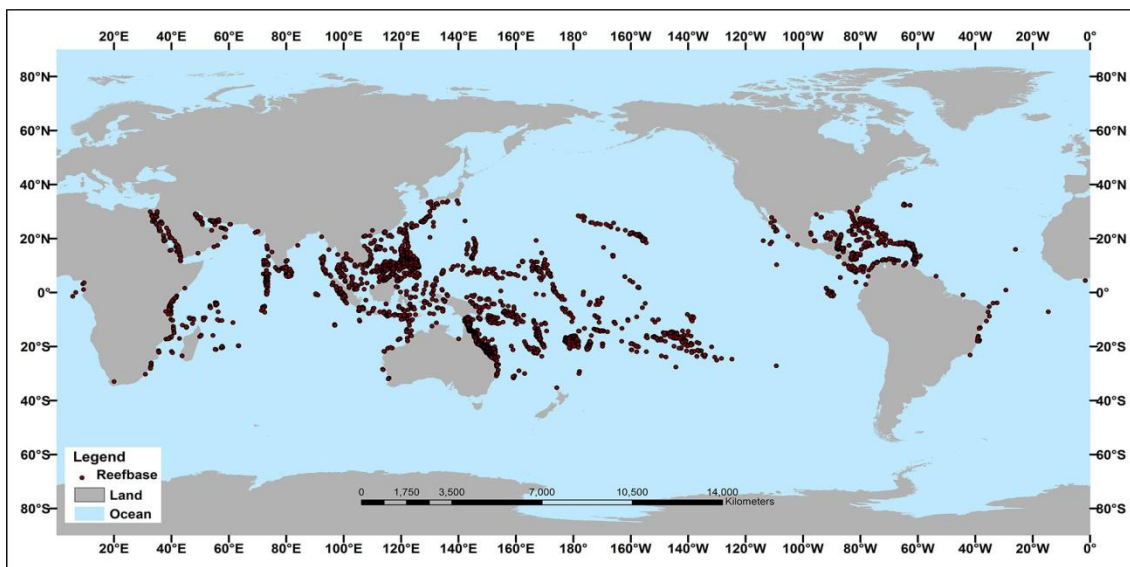 20°E 40°E 60°E 80°E 100°E 120°E 140°E 160°E 180° 160°W 140°W 120°W 100°W 80°W 60°W 40°W 20°W 0°
80°N 80°N
60°N 60°N
40°N 40°N
20°N 20°N
0° 0°
20°S 20°S
40°S 40°S
60°S 60°S
Legend
Reefbase
Land
Ocean
0 1,750 3,500 7,000 10,500 14,000
Kilometers
80°S 80°S
20°E 40°E 60°E 80°E 100°E 120°E 140°E 160°E 180° 160°W 140°W 120°W 100°W 80°W 60°W 40°W 20°W 0°